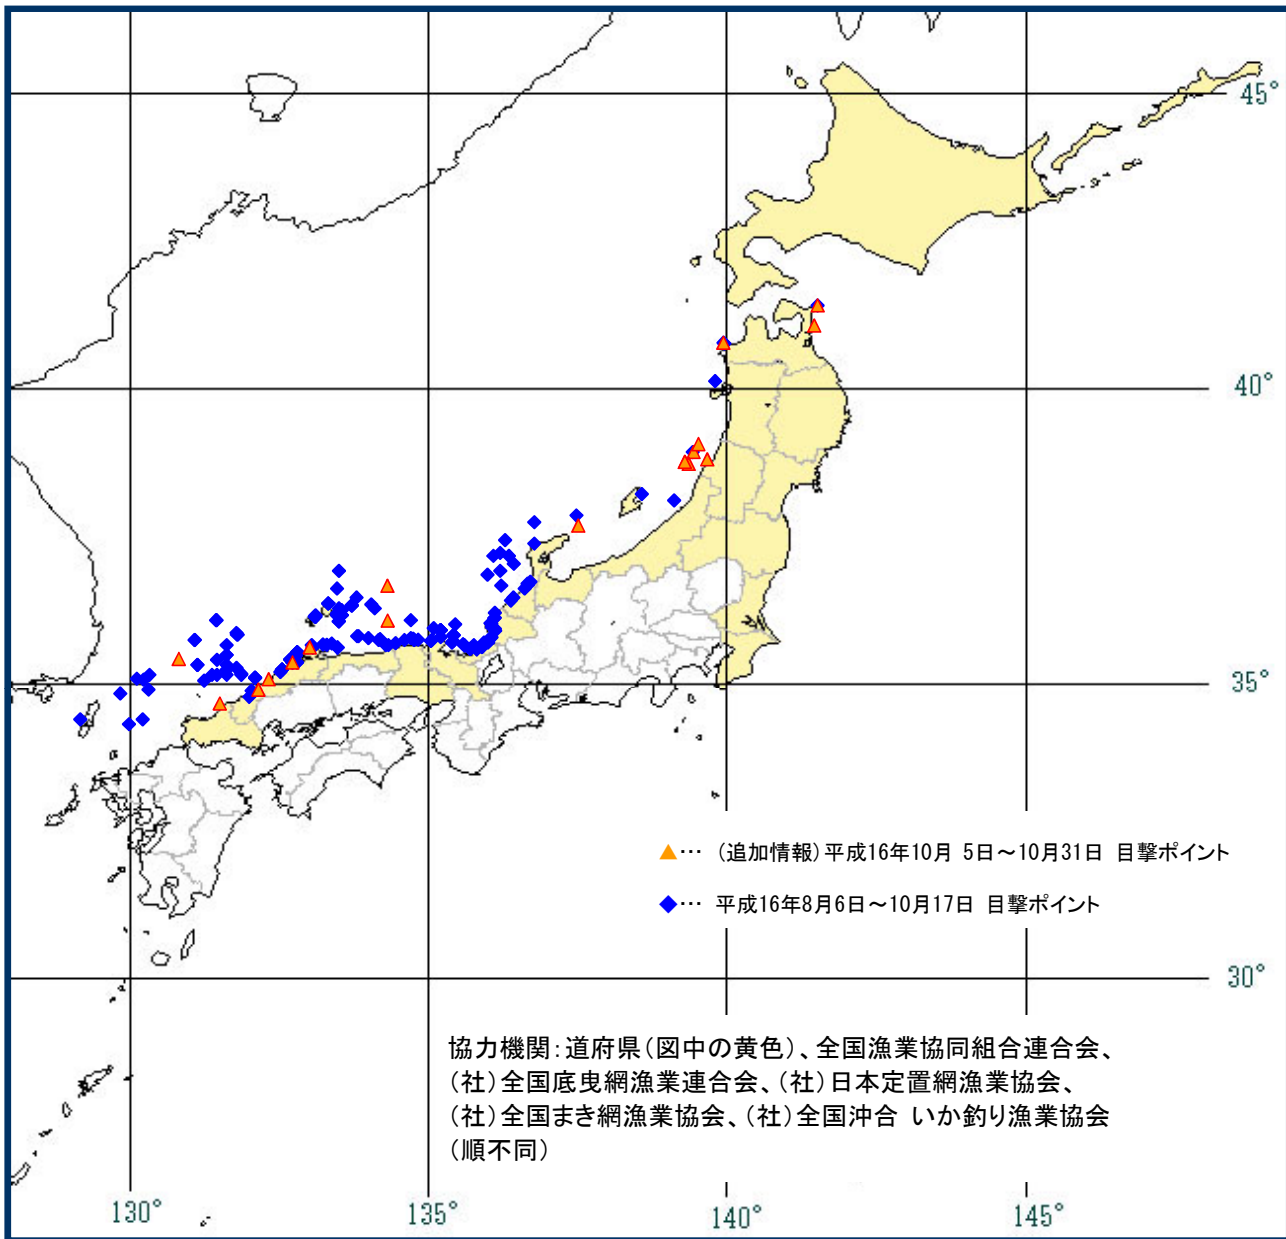 45°
40°
35°
▲… （追加情報）平成16年10月 5日～10月31日 目撃ポイント
◆… 平成16年8月6日～10月17日 目撃ポイント
30°
協力機関：道府県（図中の黄色）、全国漁業協同組合連合会、
（社）全国底曳網漁業連合会、（社）日本定置網漁業協会、
（社）全国まき網漁業協会、（社）全国沖合 いか釣り漁業協会
（順不同）
130° 135° 140° 145°